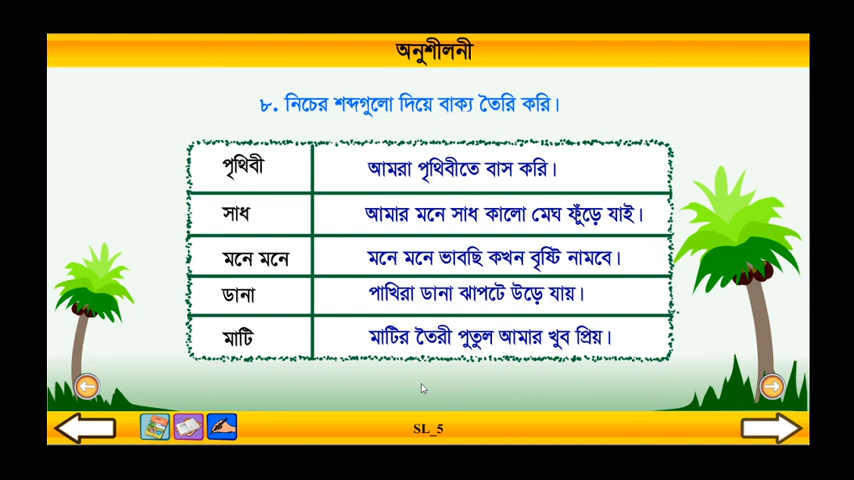 অনুশীলনী
৮. নিচের শব্দগুলো দিয়ে বাক্য তৈরি করি।
পৃথিবী আমরা পৃথিবীতে বাস করি।
সাধ আমার মনে সাধ কালো মেঘ ফুঁড়ে যাই।
মনে মনে মনে মনে ভাবছি কখন বৃষ্টি নামবে।
ডানা পাখিরা ডানা ঝাপটে উড়ে যায়।
মাটি মাটির তৈরী পুতুল আমার খুব প্রিয়।
SL_5